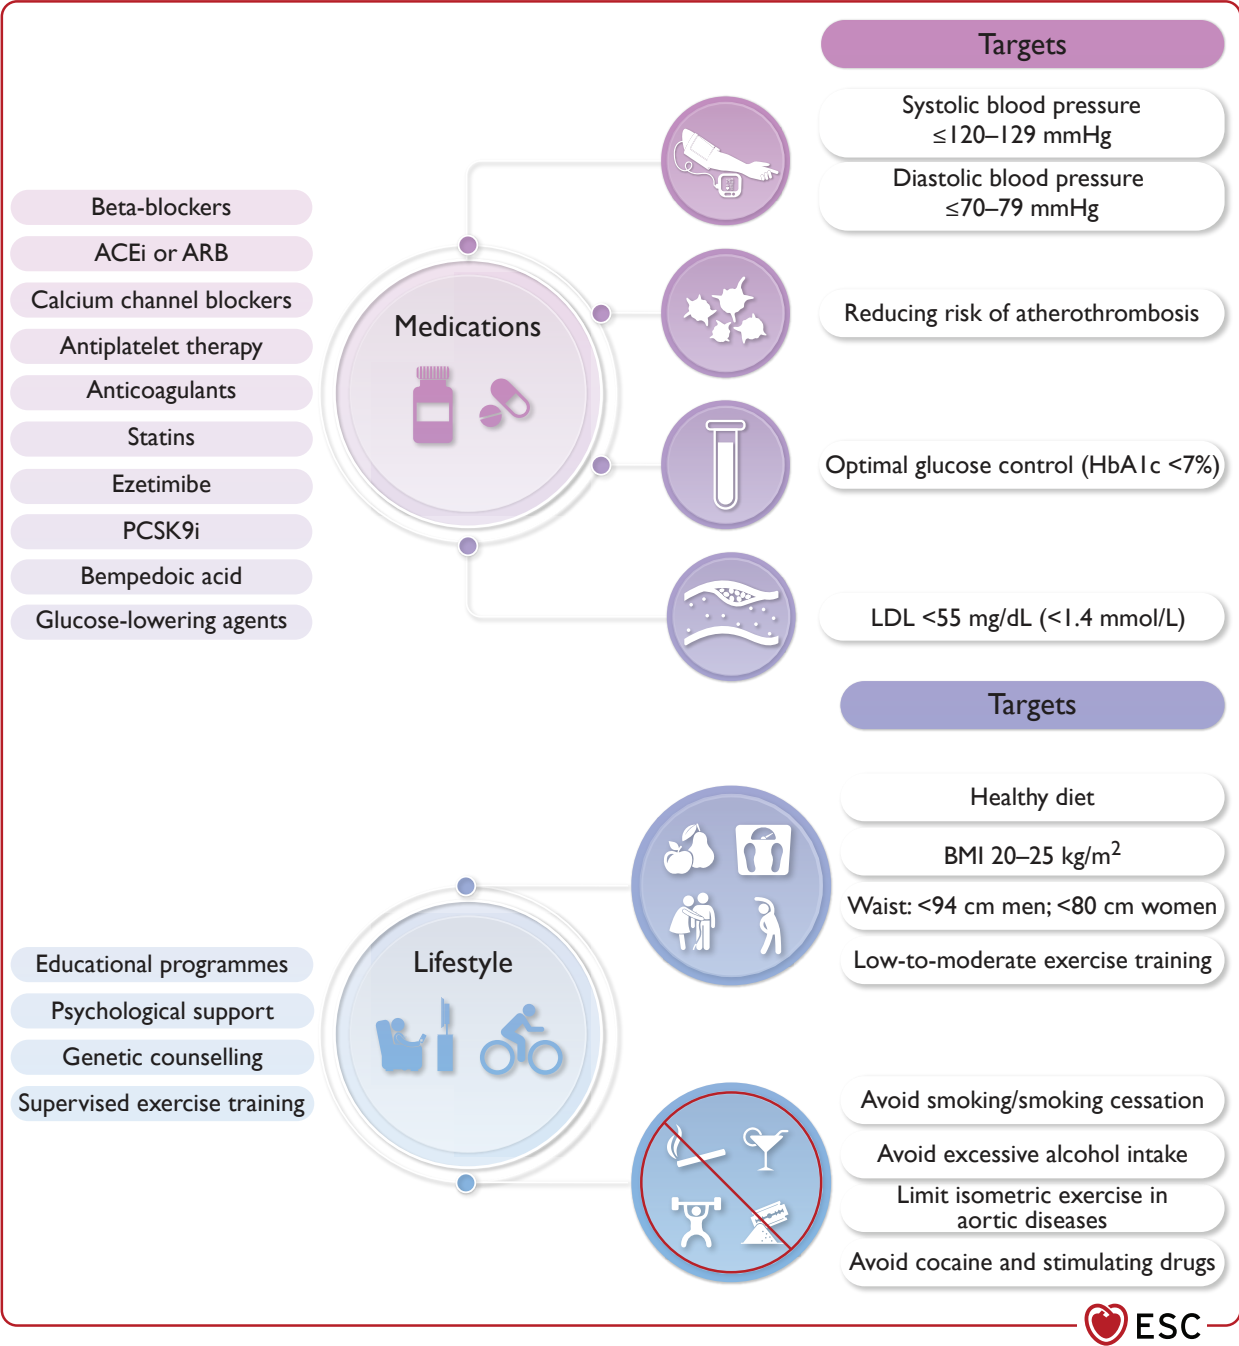 Targets
Systolic blood pressure
≤120–129 mmHg
Diastolic blood pressure
≤70–79 mmHg
Beta-blockers
ACEi or ARB
Calcium channel blockers
Antiplatelet therapy
Anticoagulants
Statins
Ezetimibe
PCSK9i
Bempedoic acid
Glucose-lowering agents
Medications
Reducing risk of atherothrombosis
Optimal glucose control (HbA1c <7%)
LDL <55 mg/dL (<1.4 mmol/L)
Targets
Healthy diet
BMI 20–25 kg/m²
Waist: <94 cm men; <80 cm women
Low-to-moderate exercise training
Educational programmes
Psychological support
Genetic counselling
Supervised exercise training
Lifestyle
Avoid smoking/smoking cessation
Avoid excessive alcohol intake
Limit isometric exercise in
aortic diseases
Avoid cocaine and stimulating drugs
ESC